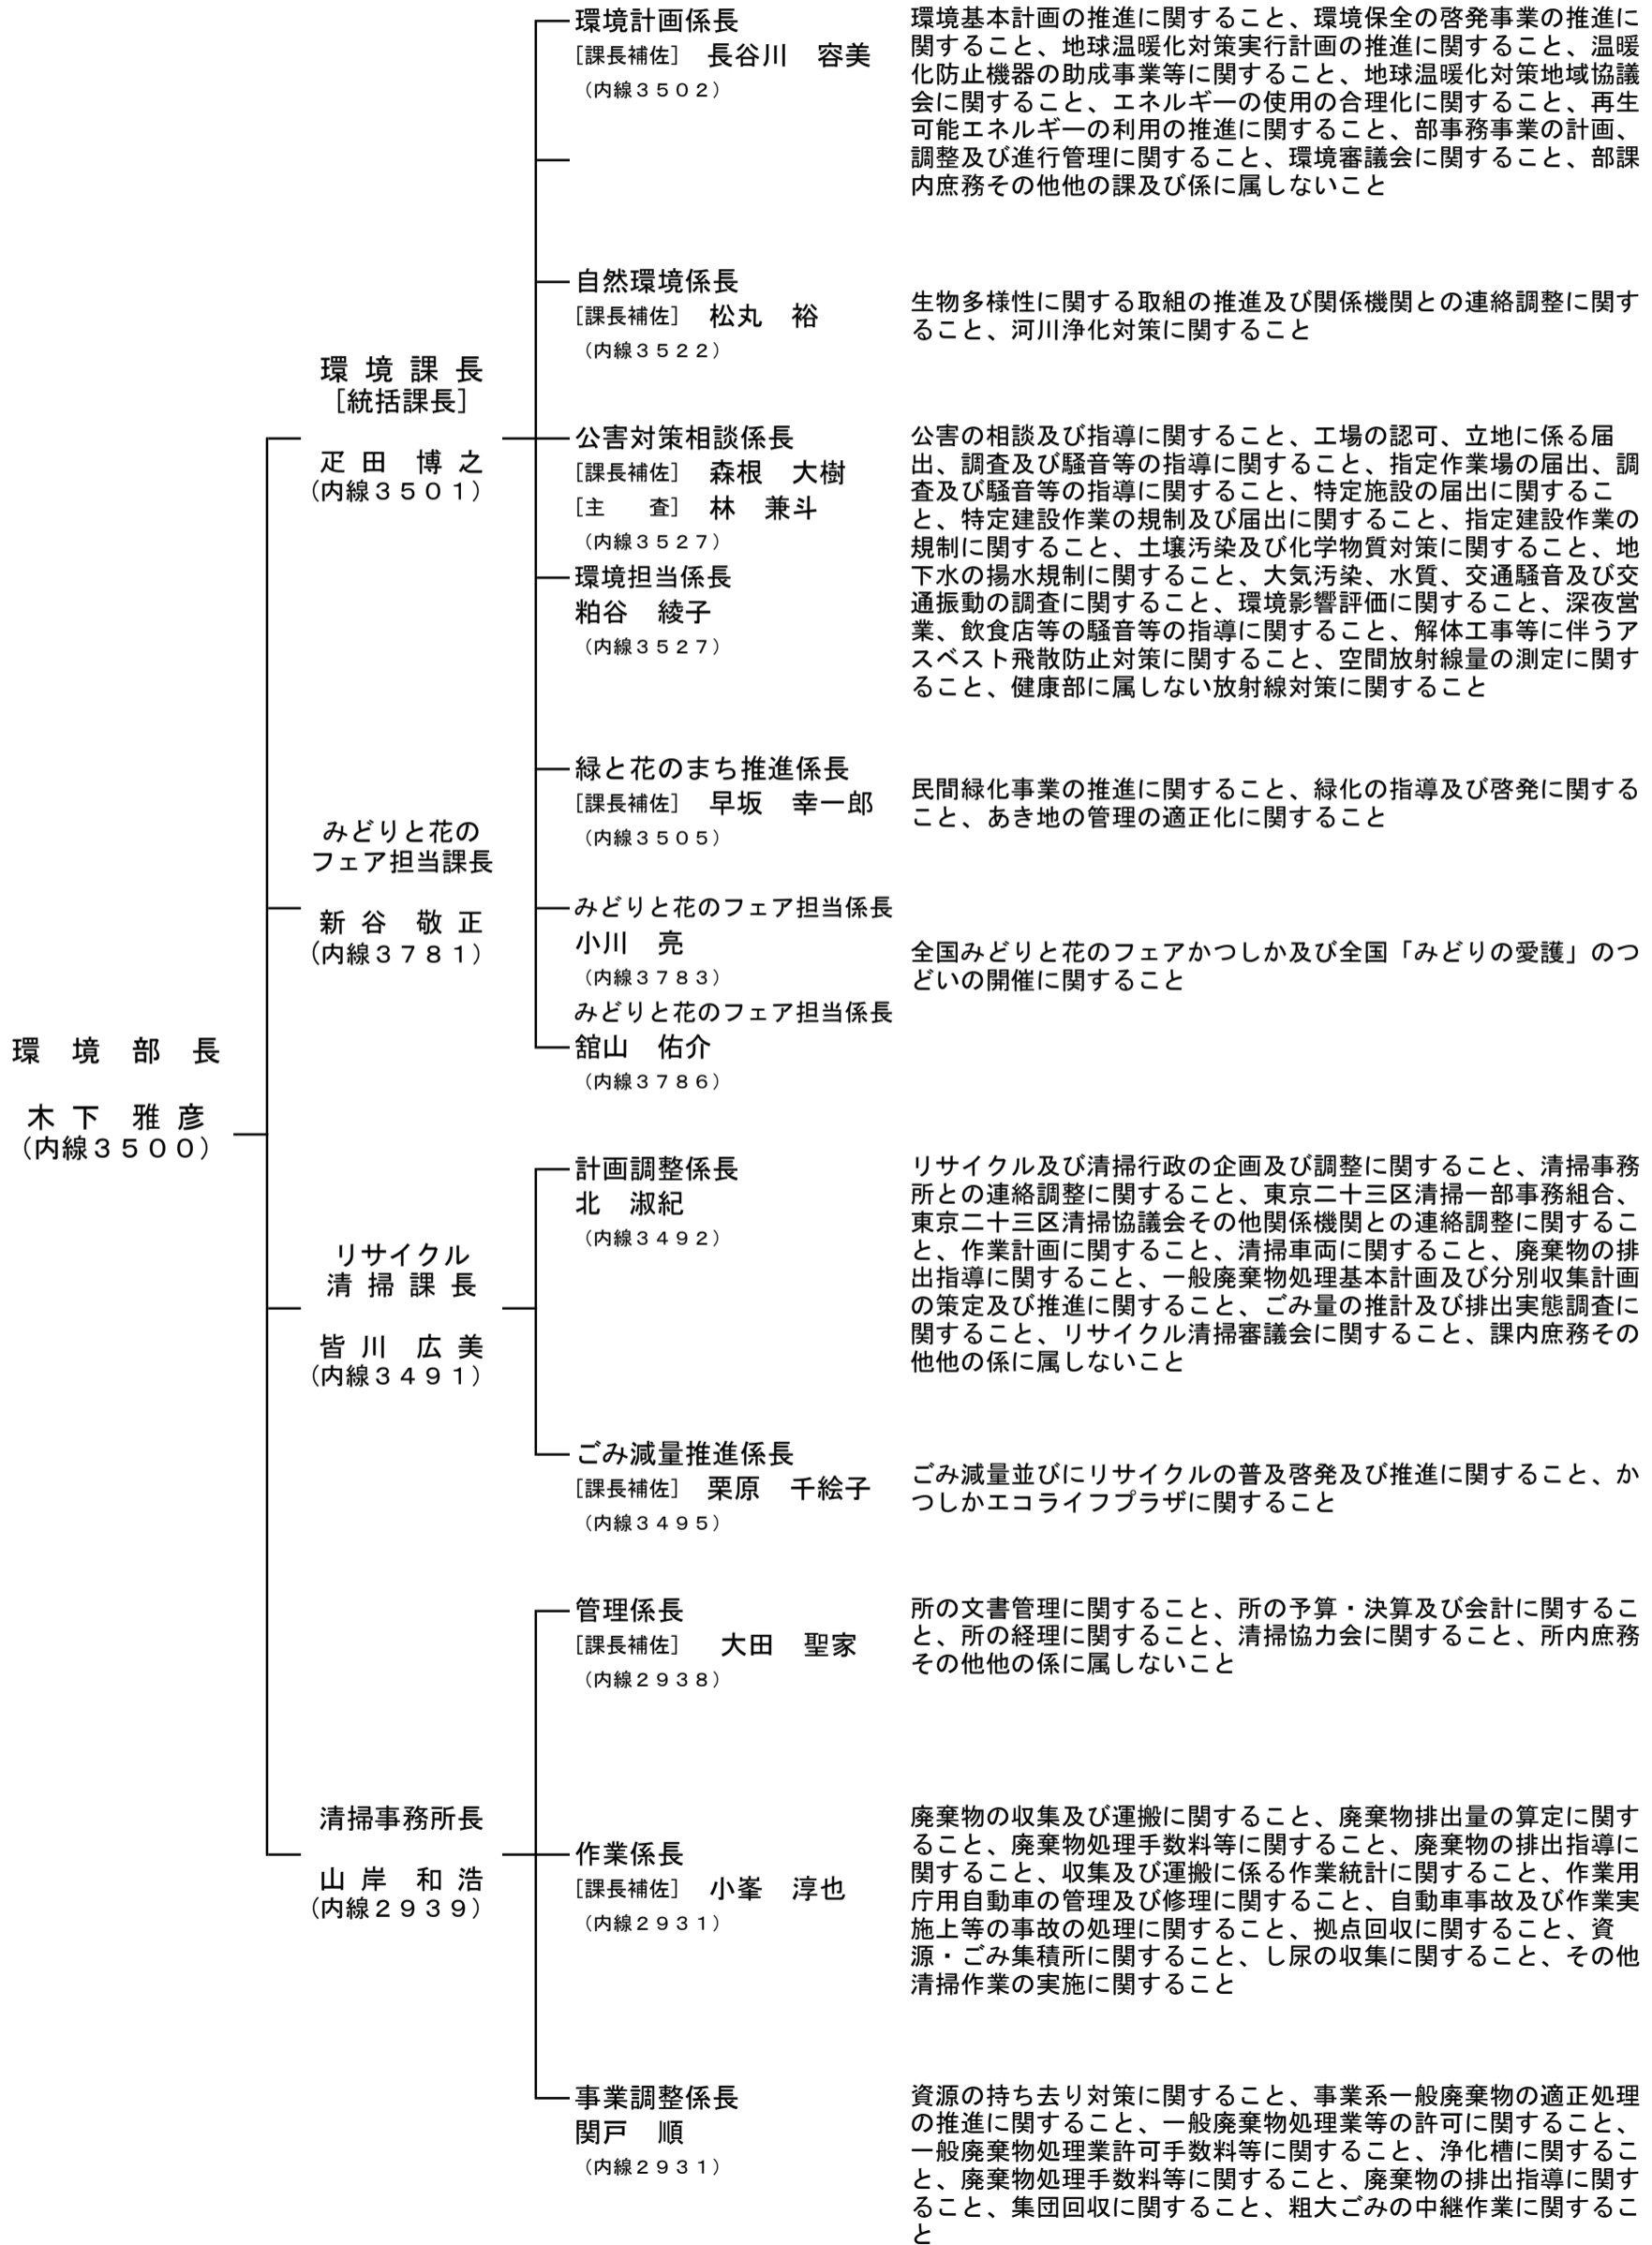 環境部長
木下 雅彦
（内線３５００）
環境課長
［統括課長］
疋田 博之
（内線３５０１）
環境計画係長
［課長補佐］ 長谷川 容美
（内線３５０２）
環境基本計画の推進に関すること、環境保全の啓発事業の推進に
関すること、地球温暖化対策実行計画の推進に関すること、温暖
化防止機器の助成事業等に関すること、地球温暖化対策地域協議
会に関すること、エネルギーの使用の合理化に関すること、再生
可能エネルギーの利用の推進に関すること、部事務事業の計画、
調整及び進行管理に関すること、環境審議会に関すること、部課
内庶務その他他の課及び係に属しないこと
自然環境係長
［課長補佐］ 松丸 裕
（内線３５２２）
生物多様性に関する取組の推進及び関係機関との連絡調整に関す
ること、河川浄化対策に関すること
公害対策相談係長
［課長補佐］ 森根 大樹
［主 査］ 林 兼斗
（内線３５２７）
環境担当係長
粕谷 綾子
（内線３５２７）
公害の相談及び指導に関すること、工場の認可、立地に係る届
出、調査及び騒音等の指導に関すること、指定作業場の届出、調
査及び騒音等の指導に関すること、特定施設の届出に関するこ
と、特定建設作業の規制及び届出に関すること、指定建設作業の
規制に関すること、土壌汚染及び化学物質対策に関すること、地
下水の揚水規制に関すること、大気汚染、水質、交通騒音及び交
通振動の調査に関すること、環境影響評価に関すること、深夜営
業、飲食店等の騒音等の指導に関すること、解体工事等に伴うア
スベスト飛散防止対策に関すること、空間放射線量の測定に関す
ること、健康部に属しない放射線対策に関すること
緑と花のまち推進係長
［課長補佐］ 早坂 幸一郎
（内線３５０５）
民間緑化事業の推進に関すること、緑化の指導及び啓発に関する
こと、あき地の管理の適正化に関すること
みどりと花の
フェア担当課長
新谷 敬正
（内線３７８１）
みどりと花のフェア担当係長
小川 亮
（内線３７８３）
みどりと花のフェア担当係長
舘山 佑介
（内線３７８６）
全国みどりと花のフェアかつしか及び全国「みどりの愛護」のつ
どいの開催に関すること
リサイクル
清掃課長
皆川 広美
（内線３４９１）
計画調整係長
北 淑紀
（内線３４９２）
リサイクル及び清掃行政の企画及び調整に関すること、清掃事務
所との連絡調整に関すること、東京二十三区清掃一部事務組合、
東京二十三区清掃協議会その他関係機関との連絡調整に関するこ
と、作業計画に関すること、清掃車両に関すること、廃棄物の排
出指導に関すること、一般廃棄物処理基本計画及び分別収集計画
の策定及び推進に関すること、ごみ量の推計及び排出実態調査に
関すること、リサイクル清掃審議会に関すること、課内庶務その
他他の係に属しないこと
ごみ減量推進係長
［課長補佐］ 栗原 千絵子
（内線３４９５）
ごみ減量並びにリサイクルの普及啓発及び推進に関すること、か
つしかエコライフプラザに関すること
清掃事務所長
山岸 和浩
（内線２９３９）
管理係長
［課長補佐］ 大田 聖家
（内線２９３８）
所の文書管理に関すること、所の予算・決算及び会計に関するこ
と、所の経理に関すること、清掃協力会に関すること、所内庶務
その他他の係に属しないこと
作業係長
［課長補佐］ 小峯 淳也
（内線２９３１）
廃棄物の収集及び運搬に関すること、廃棄物排出量の算定に関す
ること、廃棄物処理手数料等に関すること、廃棄物の排出指導に
関すること、収集及び運搬に係る作業統計に関すること、作業用
庁用自動車の管理及び修理に関すること、自動車事故及び作業実
施上等の事故の処理に関すること、拠点回収に関すること、資
源・ごみ集積所に関すること、し尿の収集に関すること、その他
清掃作業の実施に関すること
事業調整係長
関戸 順
（内線２９３１）
資源の持ち去り対策に関すること、事業系一般廃棄物の適正処理
の推進に関すること、一般廃棄物処理業等の許可に関すること、
一般廃棄物処理業許可手数料等に関すること、浄化槽に関するこ
と、廃棄物処理手数料等に関すること、廃棄物の排出指導に関す
ること、集団回収に関すること、粗大ごみの中継作業に関するこ
と